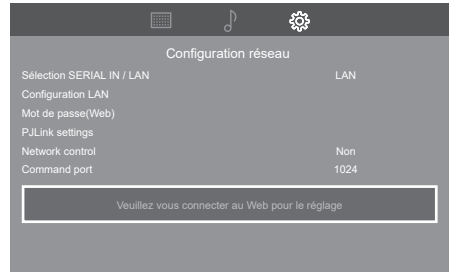 Configuration réseau
Sélection SERIAL IN / LAN LAN
Configuration LAN
Mot de passe(Web)
PJLink settings
Network control Non
Command port 1024
Veuillez vous connecter au Web pour le réglage